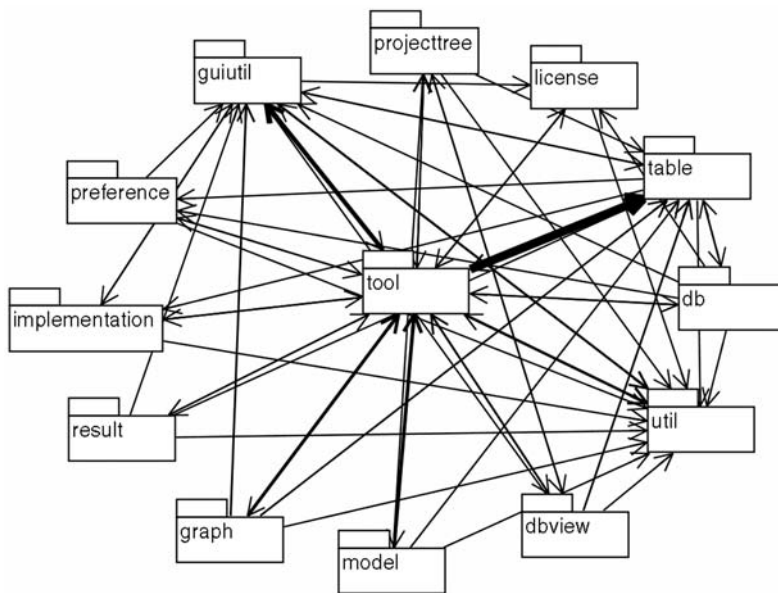 projecttree
guiutil
license
table
preference
tool
db
implementation
result
util
graph
model
dbview